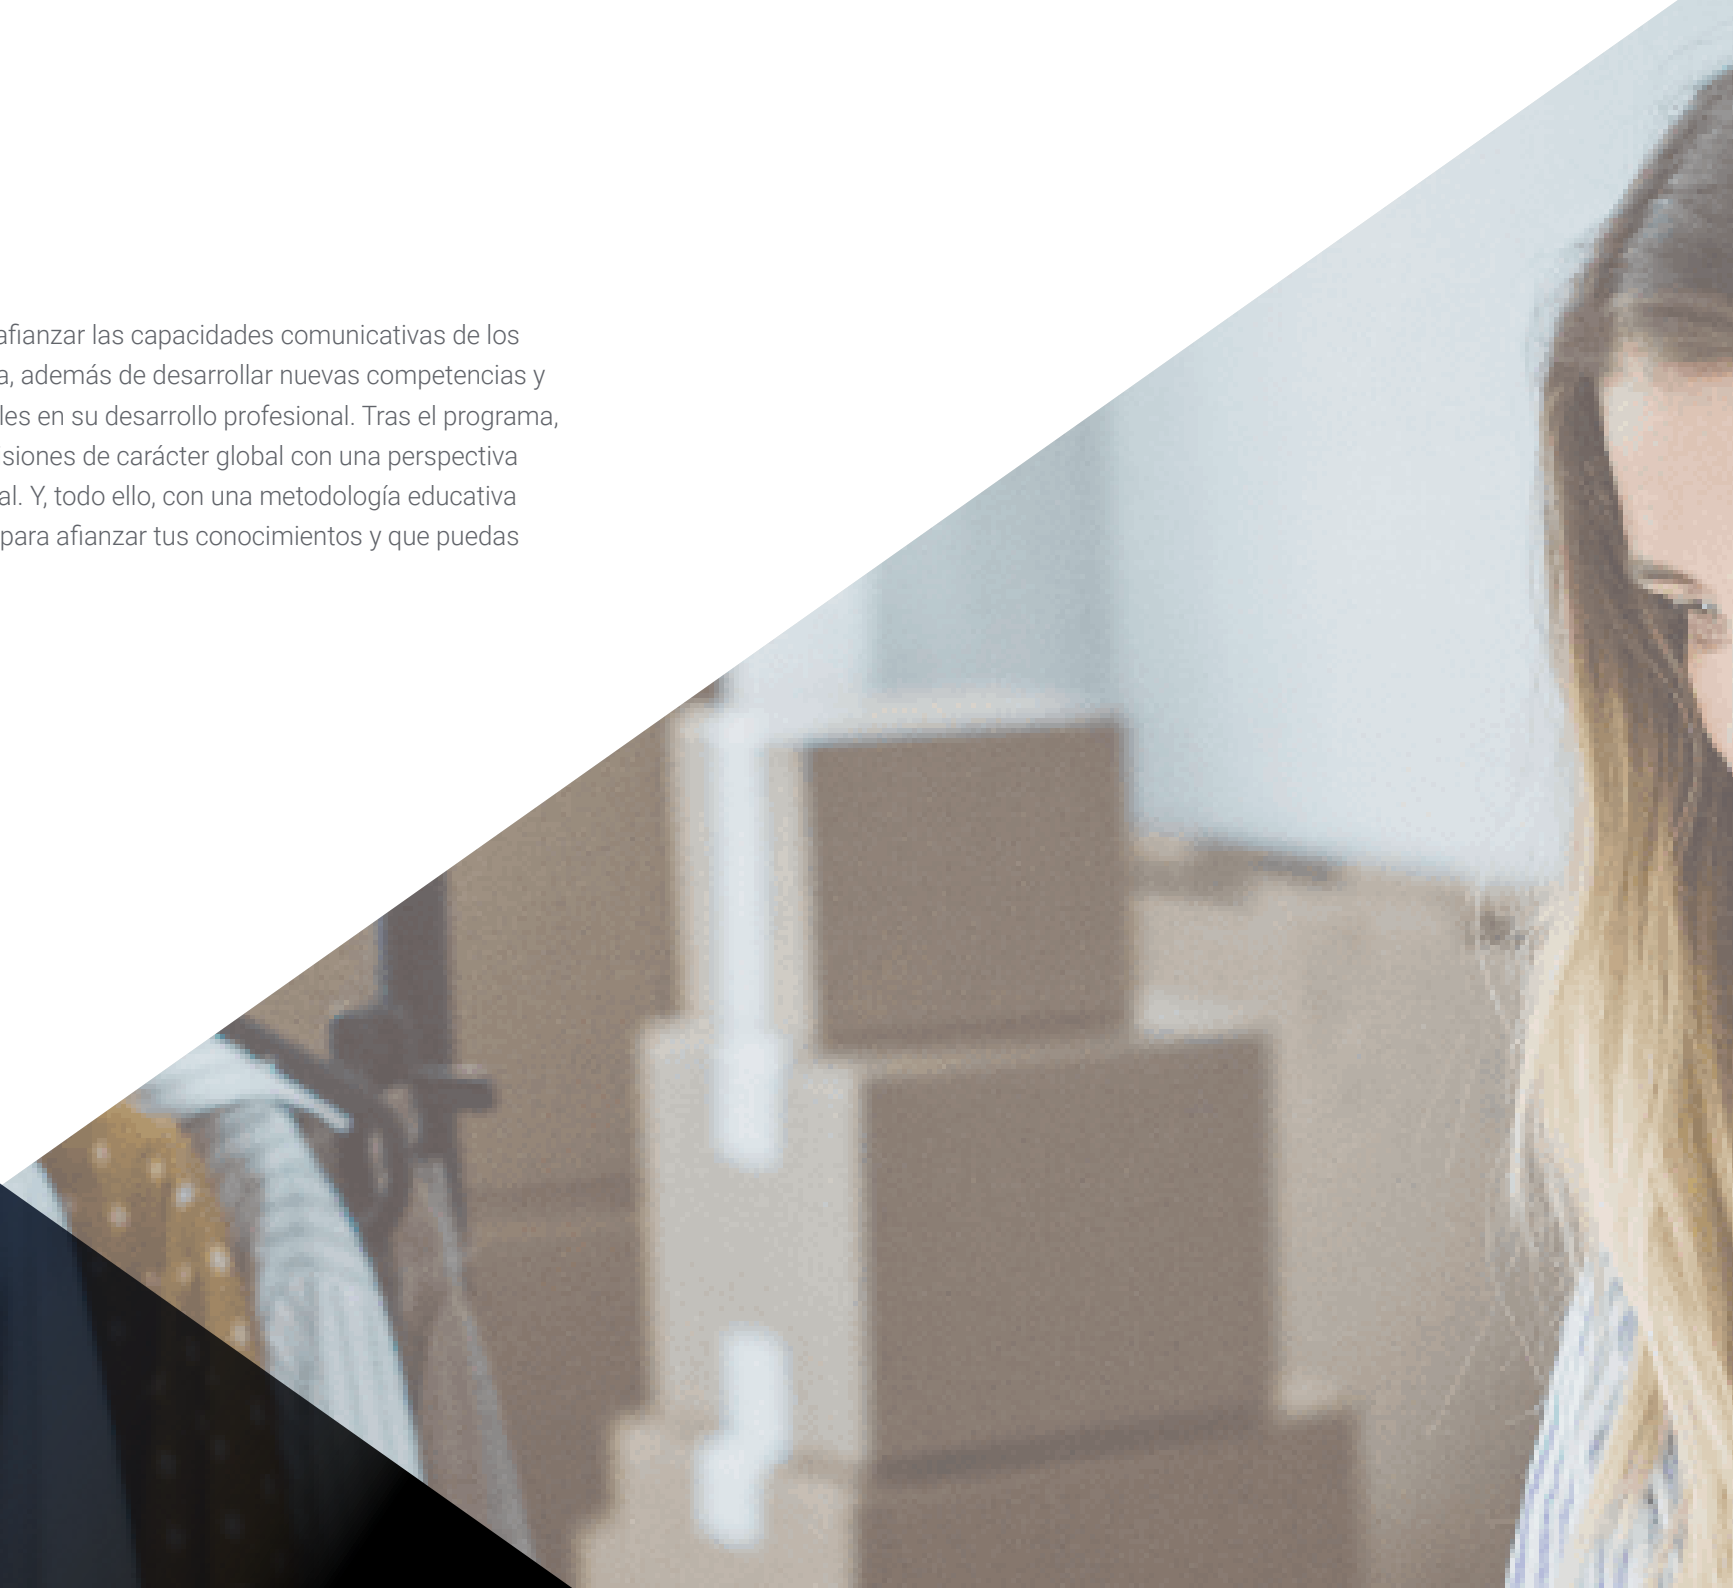 afianzar las capacidades comunicativas de los
a, además de desarrollar nuevas competencias y
les en su desarrollo profesional. Tras el programa,
siones de carácter global con una perspectiva
al. Y, todo ello, con una metodología educativa
para afianzar tus conocimientos y que puedas